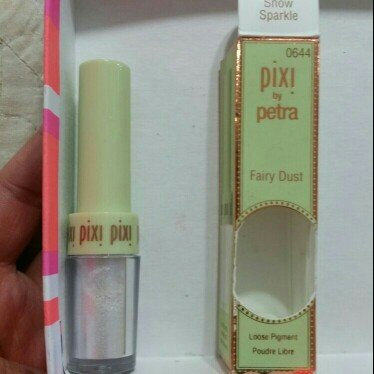 Snow
Sparkle
0644
pixi
by
petra
Fairy Dust
Loose Pigment
Poudre Libre
pixi pixi